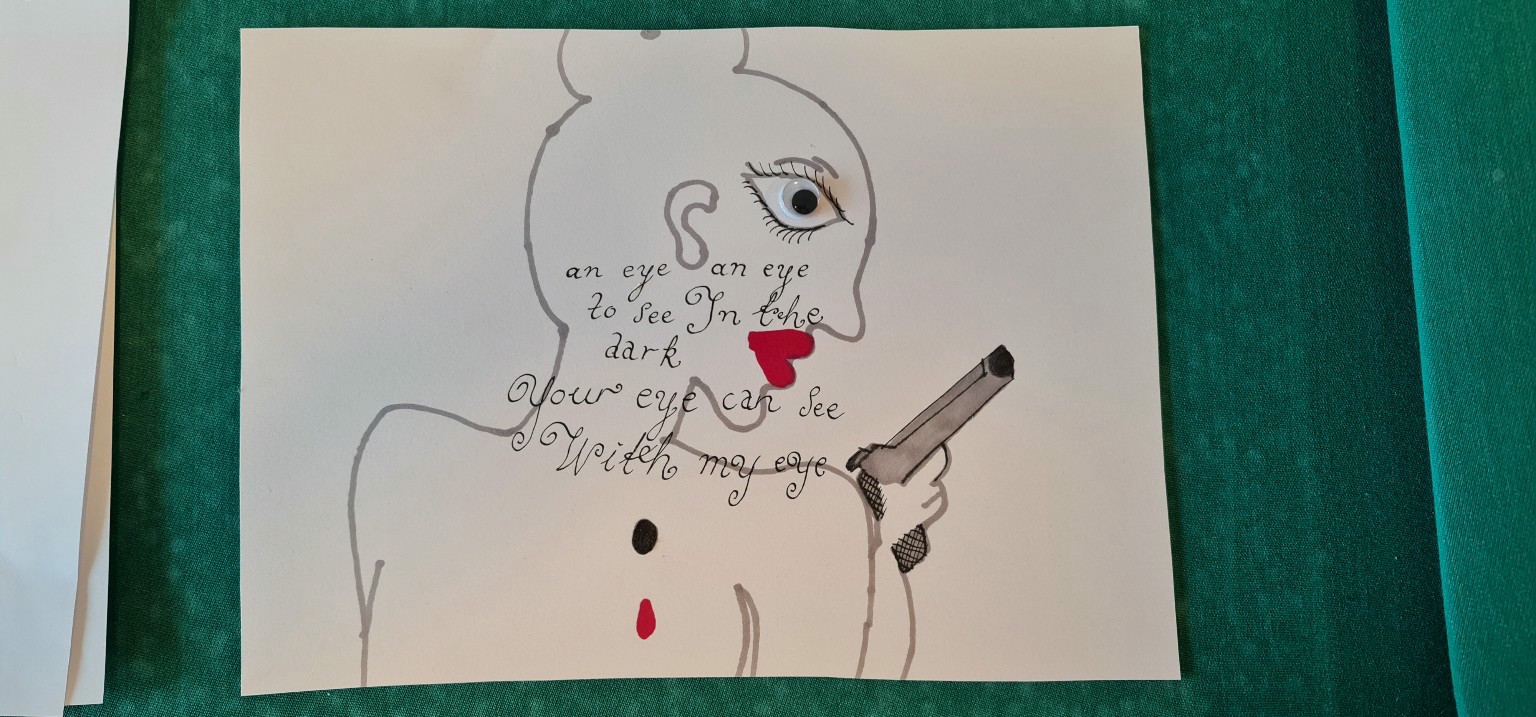 an eye an eye
to see In the
dark
Your eye can see
With my eye